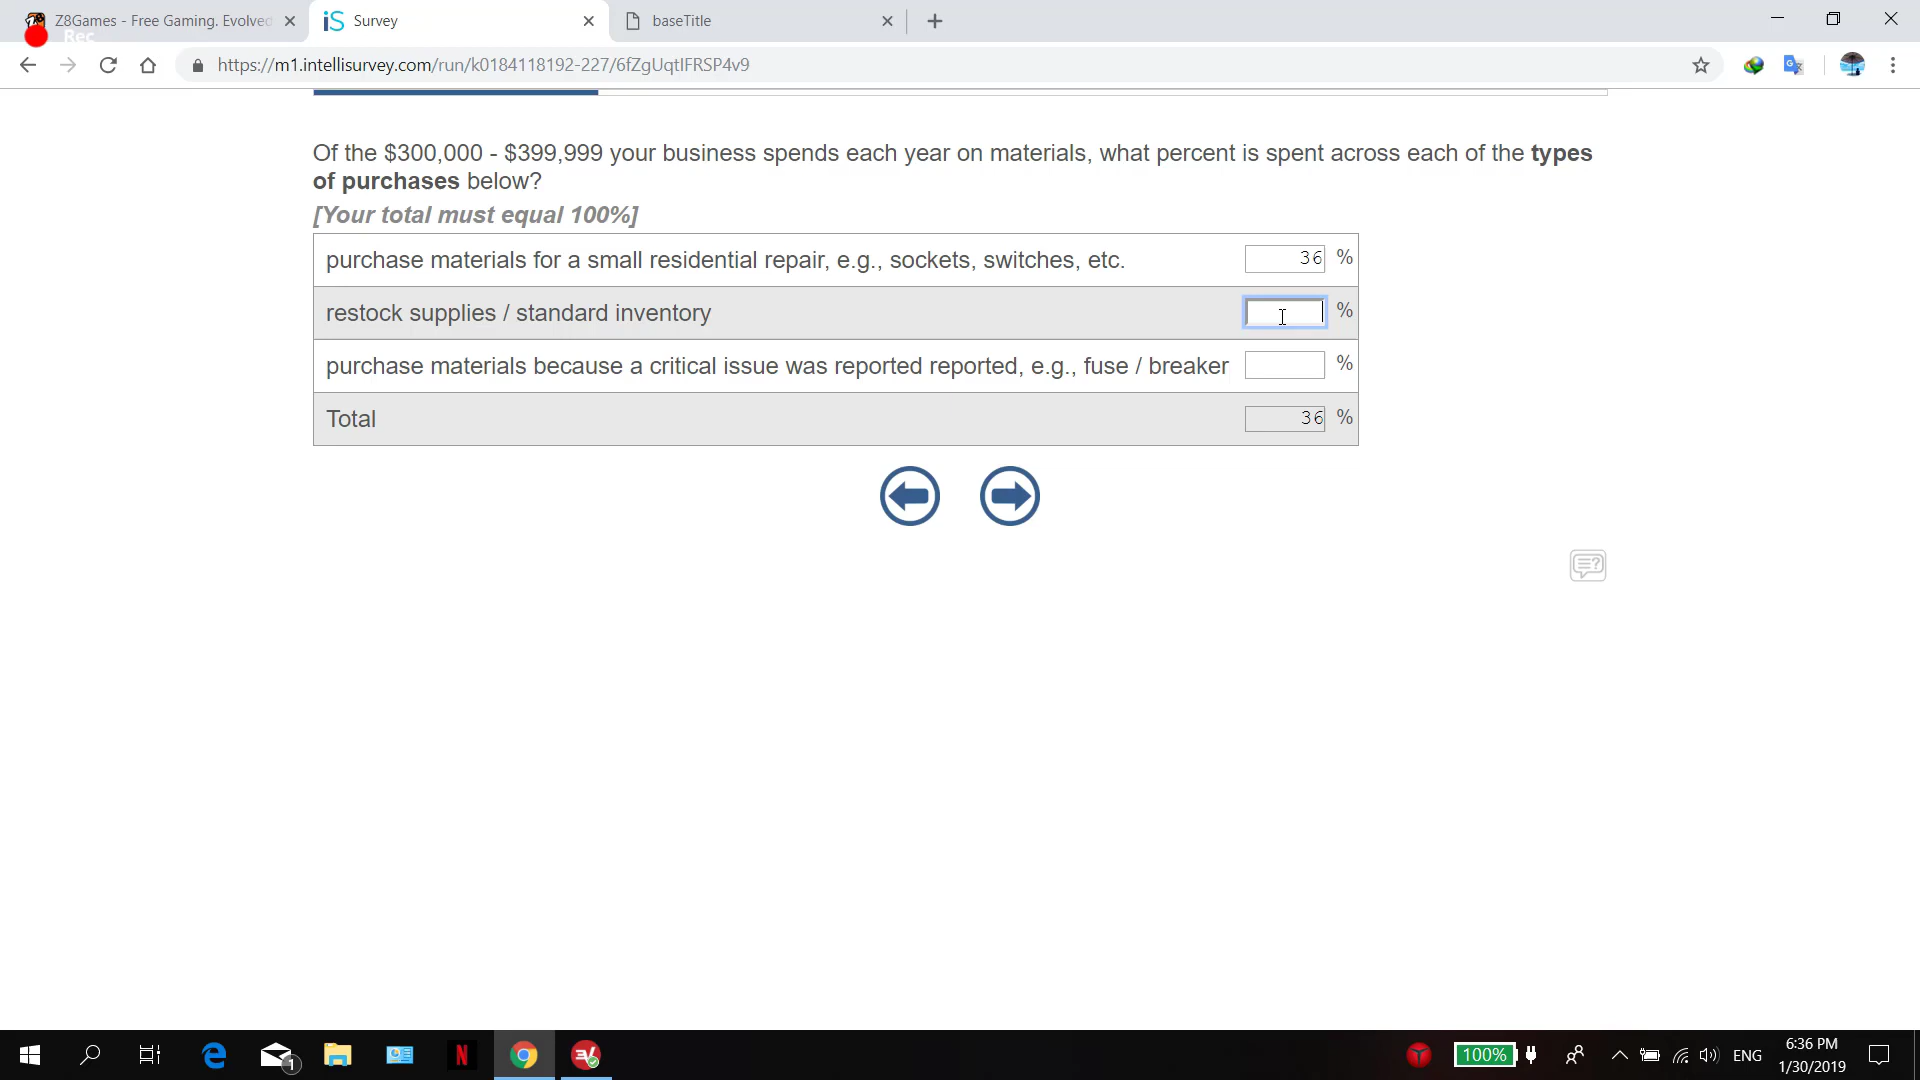 Z8Games - Free Gaming. Evolved
Survey
baseTitle
Rec
https://m1.intellisurvey.com/run/k0184118192-227/6fZgUqtIFRSP4v9
Of the $300,000 - $399,999 your business spends each year on materials, what percent is spent across each of the types
of purchases below?
[Your total must equal 100%]
purchase materials for a small residential repair, e.g., sockets, switches, etc. 36 %
restock supplies / standard inventory %
purchase materials because a critical issue was reported reported, e.g., fuse / breaker %
Total 36 %
1
100%
ENG
6:36 PM
1/30/2019